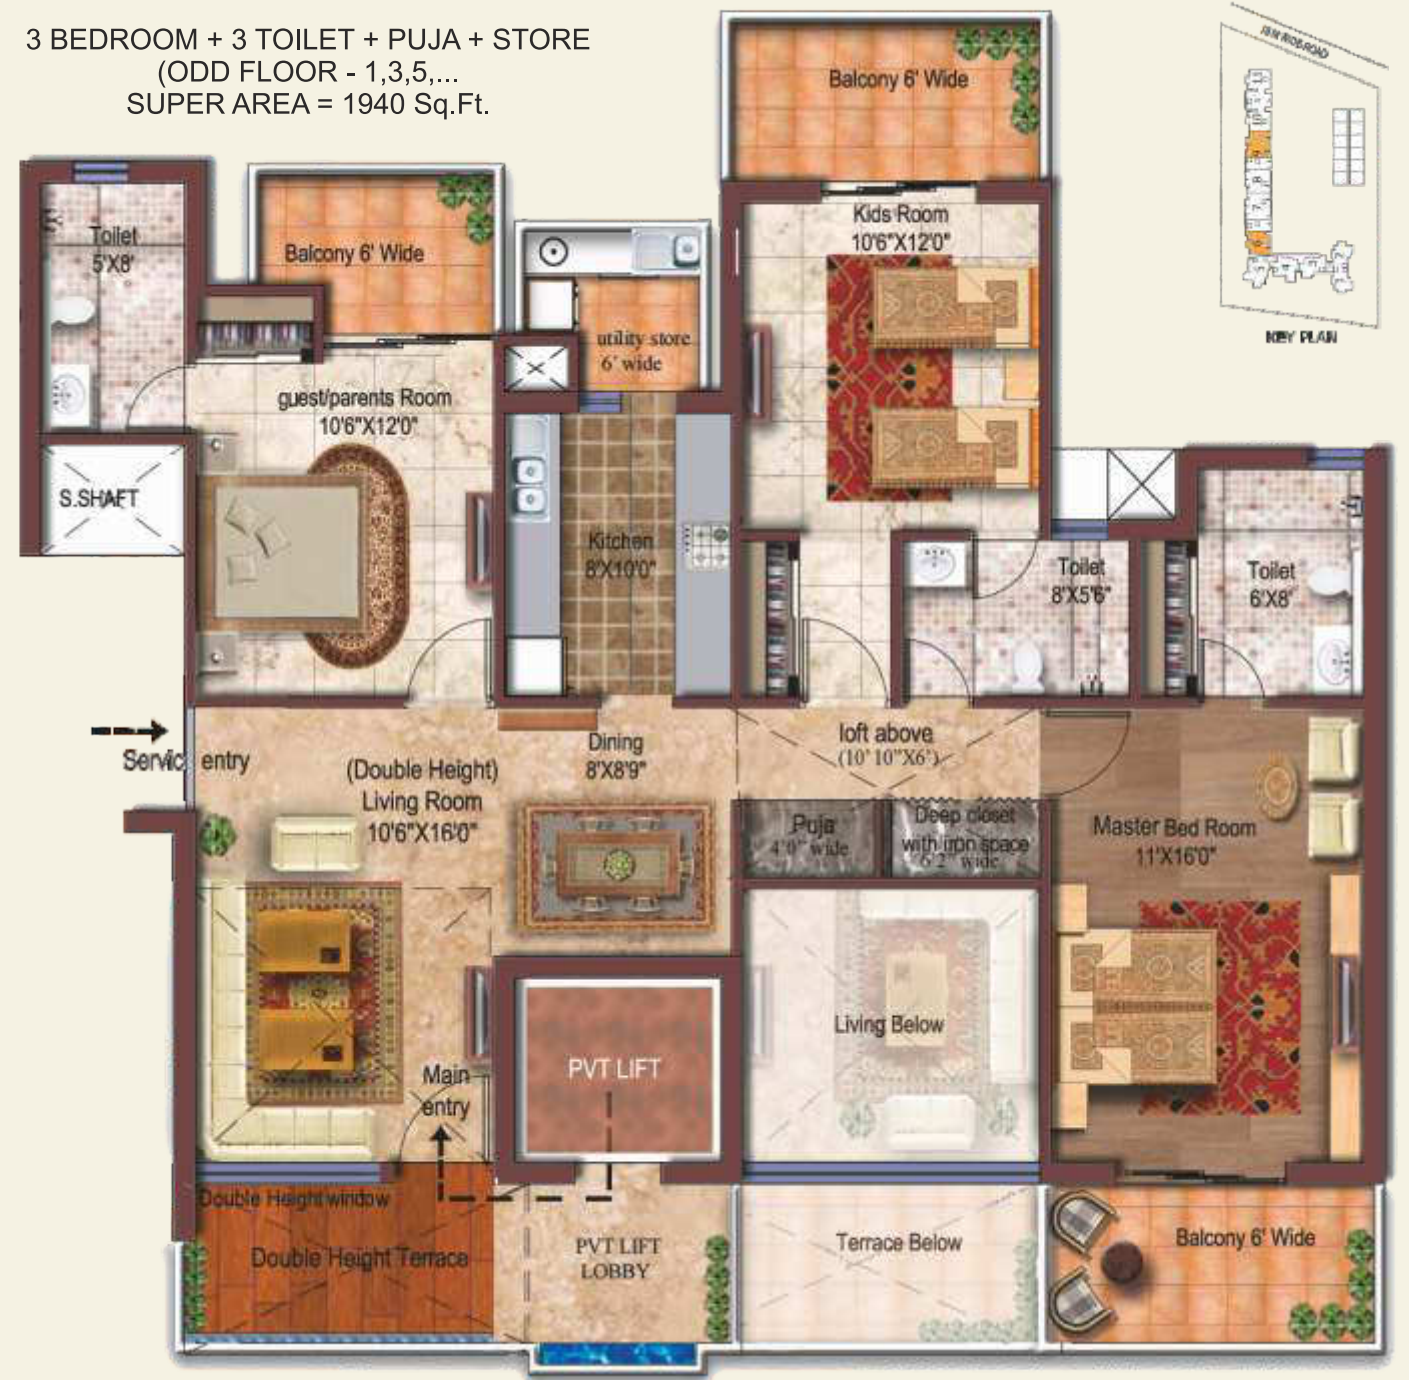 3 BEDROOM + 3 TOILET + PUJA + STORE
(ODD FLOOR - 1,3,5,...
SUPER AREA = 1940 Sq.Ft.
Balcony 6' Wide
KEY PLAN
Toilet
5'X8'
Balcony 6' Wide
Kids Room
10'6"X12'0"
utility store
6' wide
guest/parents Room
10'6"X12'0"
S.SHAFT
Kitchen
8'X10'0"
Toilet
8'X5'6"
Toilet
6'X8'
Servic entry
(Double Height)
Living Room
10'6"X16'0"
Dining
8'X8'9"
loft above
(10' 10"X6')
Puja
4'0" wide
Deep closet
with iron space
6'2" wide
Master Bed Room
11'X16'0"
Main
entry
PVT LIFT
Living Below
Double Height window
Double Height Terrace
PVT LIFT
LOBBY
Terrace Below
Balcony 6' Wide